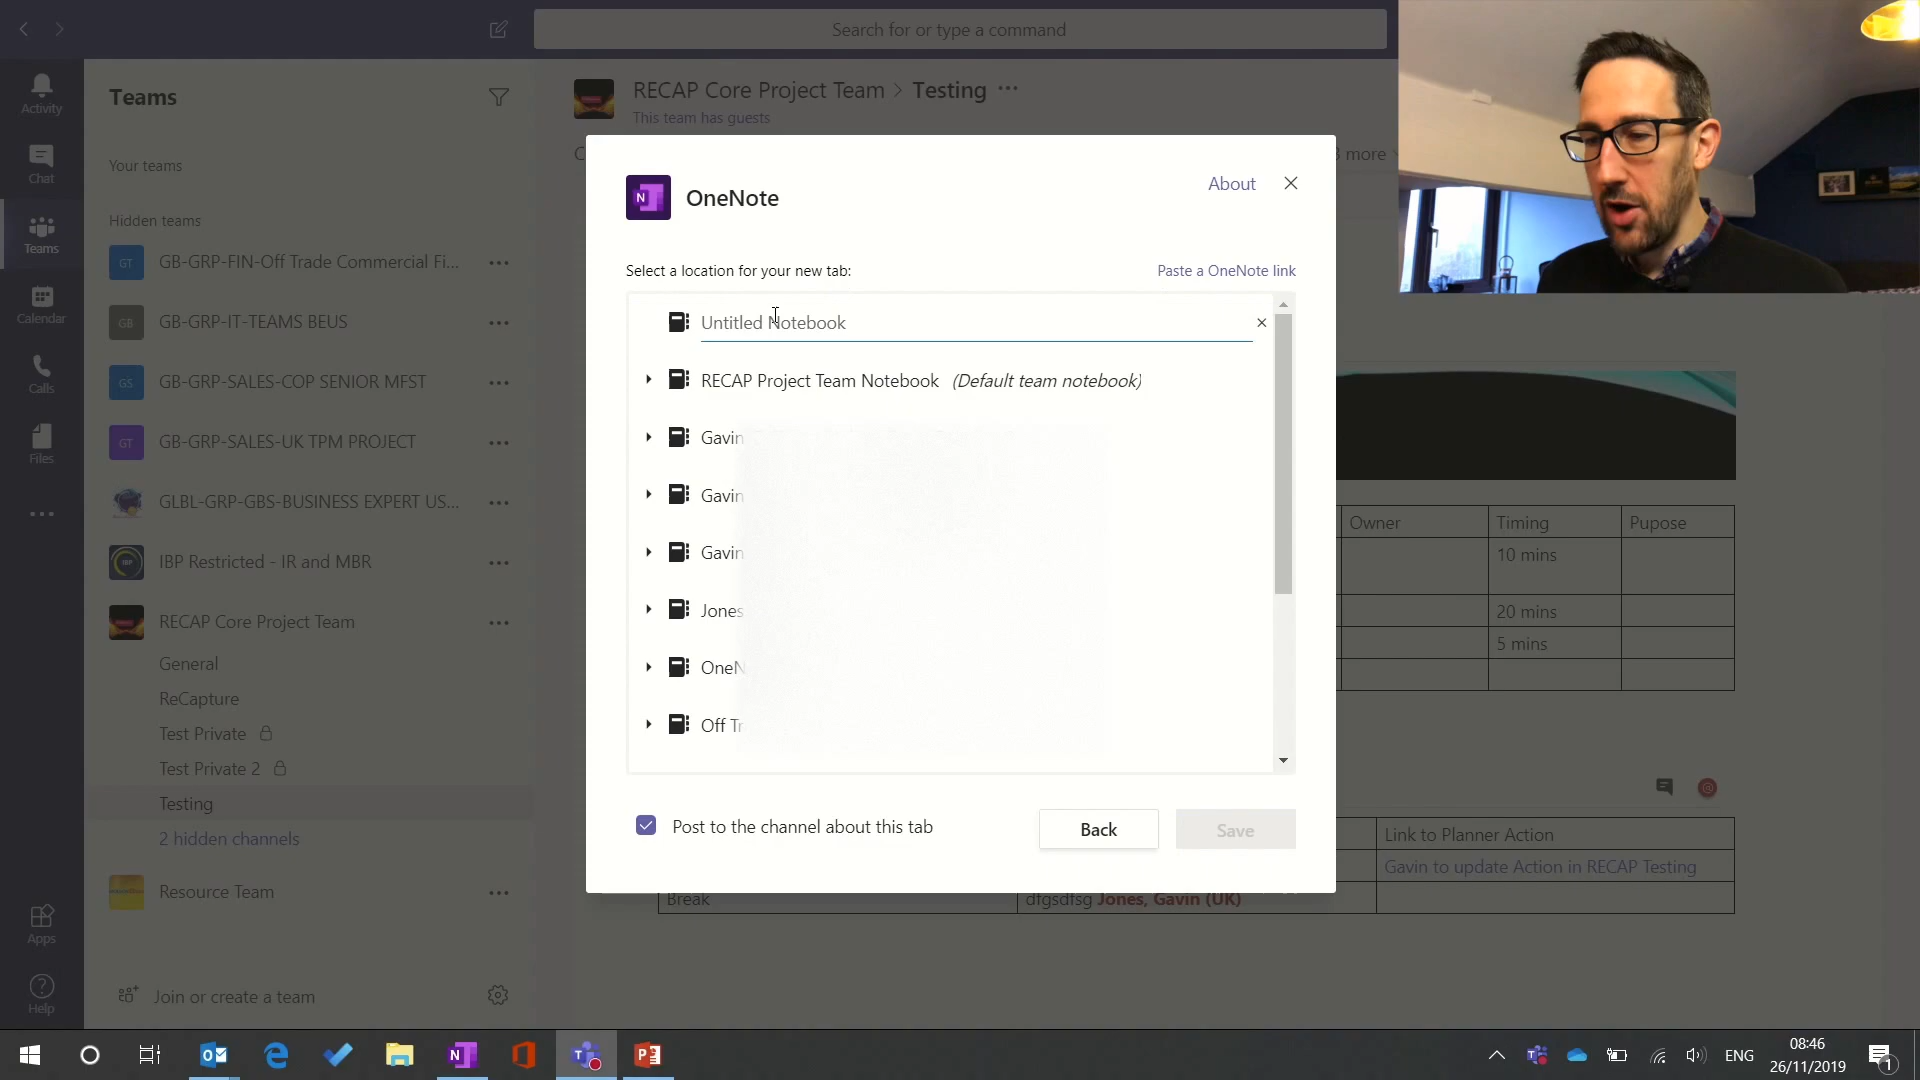 Search for or type a command
Activity
Chat
Teams
Calendar
Calls
Files
Apps
Help
Teams
Your teams
Hidden teams
GT
GB-GRP-FIN-Off Trade Commercial Fi...
GB
GB-GRP-IT-TEAMS BEUS
GS
GB-GRP-SALES-COP SENIOR MFST
GT
GB-GRP-SALES-UK TPM PROJECT
GLBL-GRP-GBS-BUSINESS EXPERT US...
IBP
IBP Restricted - IR and MBR
RECAP Core Project Team
General
ReCapture
Test Private
Test Private 2
Testing
2 hidden channels
Resource Team
Join or create a team
RECAP Core Project Team > Testing ...
This team has guests
3 more
N OneNote
About
Select a location for your new tab:
Paste a OneNote link
Untitled Notebook
RECAP Project Team Notebook (Default team notebook)
Gavin
Gavin
Gavin
Jones
OneN
Off Tr
Post to the channel about this tab
Back
Save
Owner Timing Pupose
10 mins
20 mins
5 mins
Link to Planner Action
Gavin to update Action in RECAP Testing
Break dfgsdfsg Jones, Gavin (UK)
ENG
08:46
26/11/2019
1